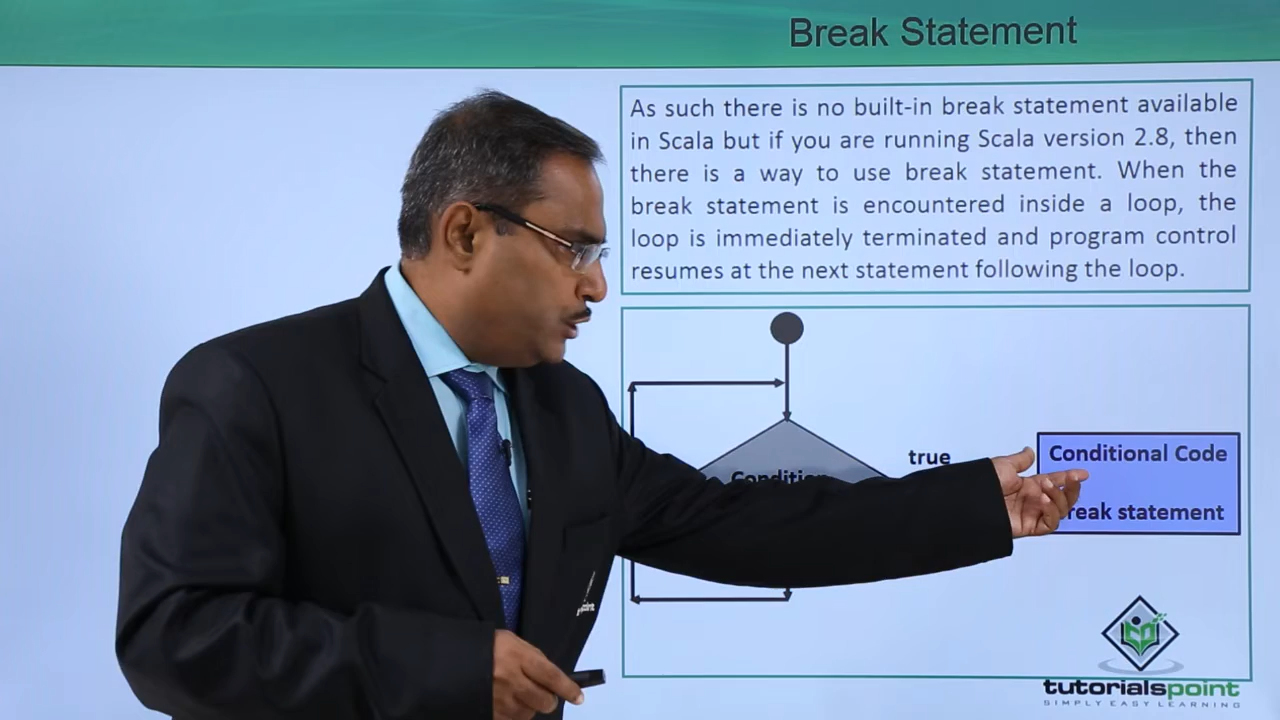 Break Statement
As such there is no built-in break statement available
in Scala but if you are running Scala version 2.8, then
there is a way to use break statement. When the
break statement is encountered inside a loop, the
loop is immediately terminated and program control
resumes at the next statement following the loop.
true
Conditional Code
break statement
tutorialspoint
SIMPLY EASY LEARNING